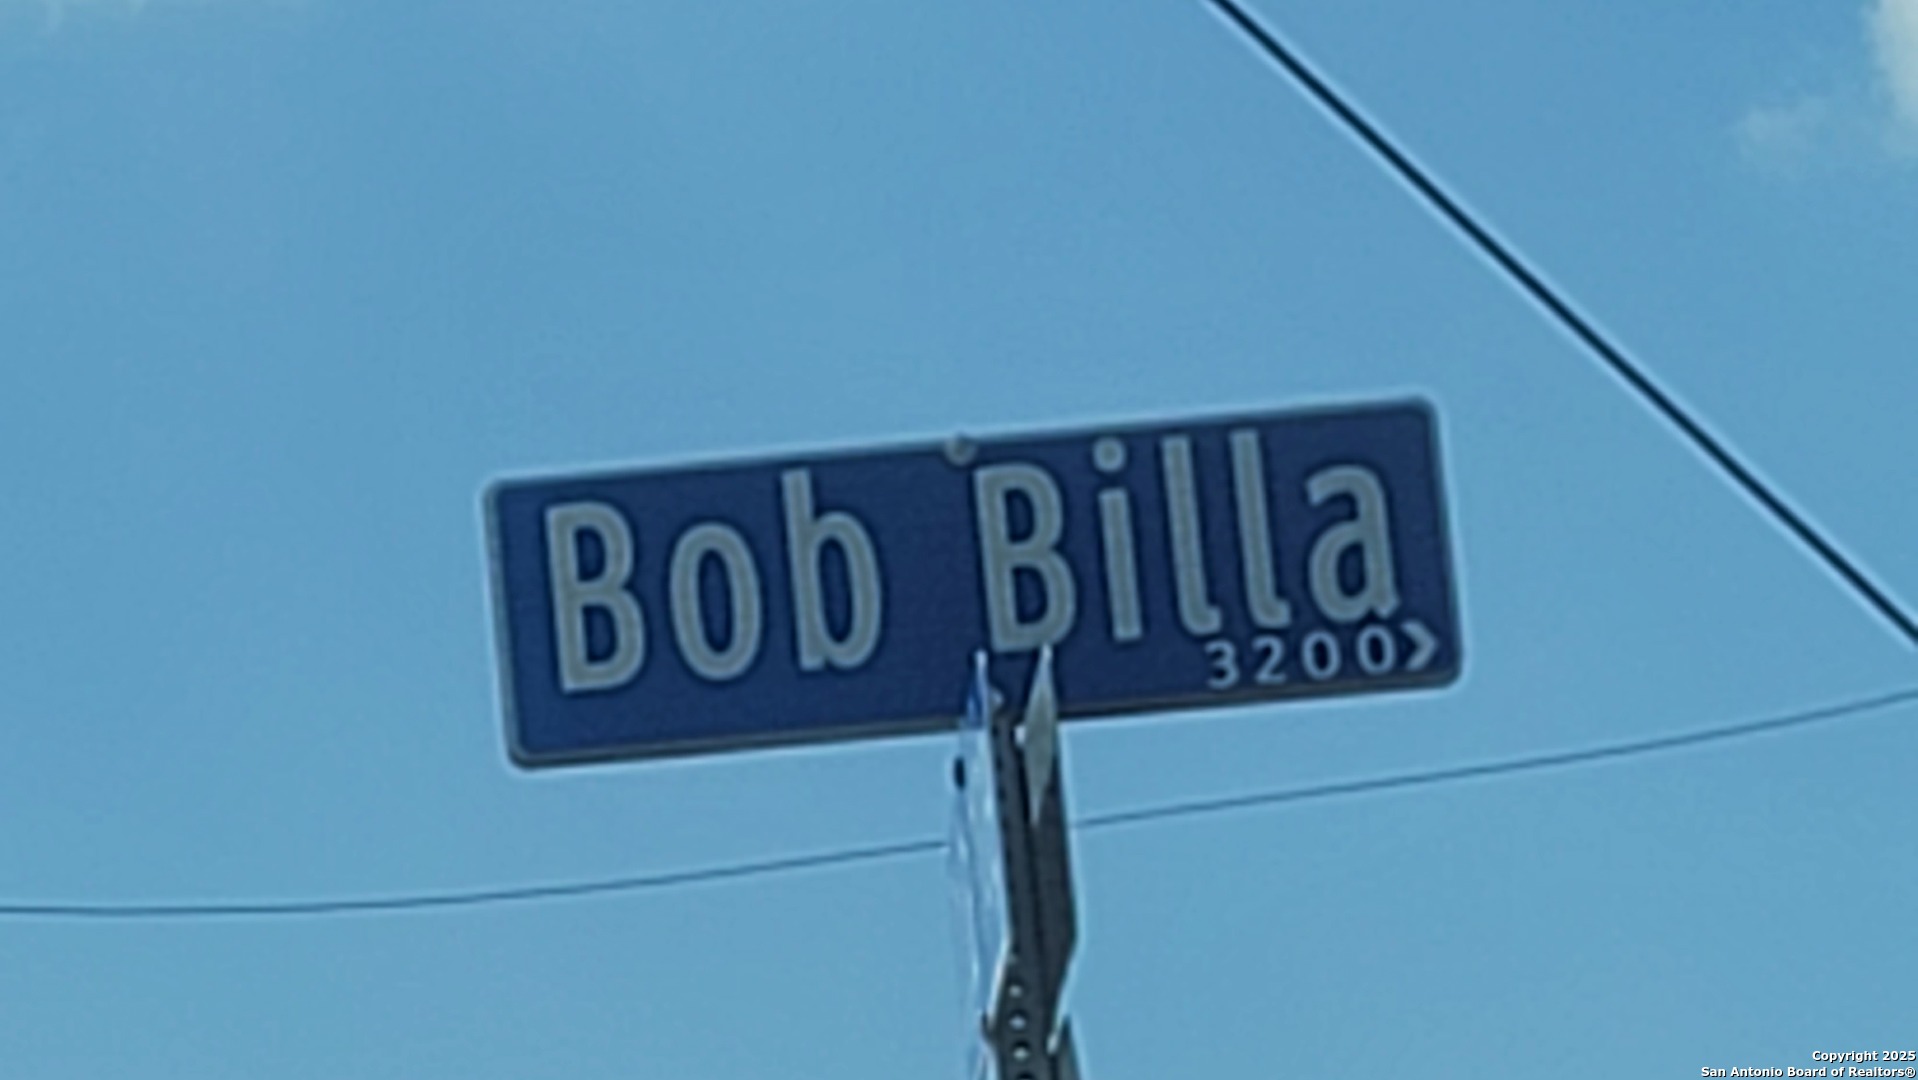 Bob Billa
3200>
Copyright 2025
San Antonio Board of Realtors®